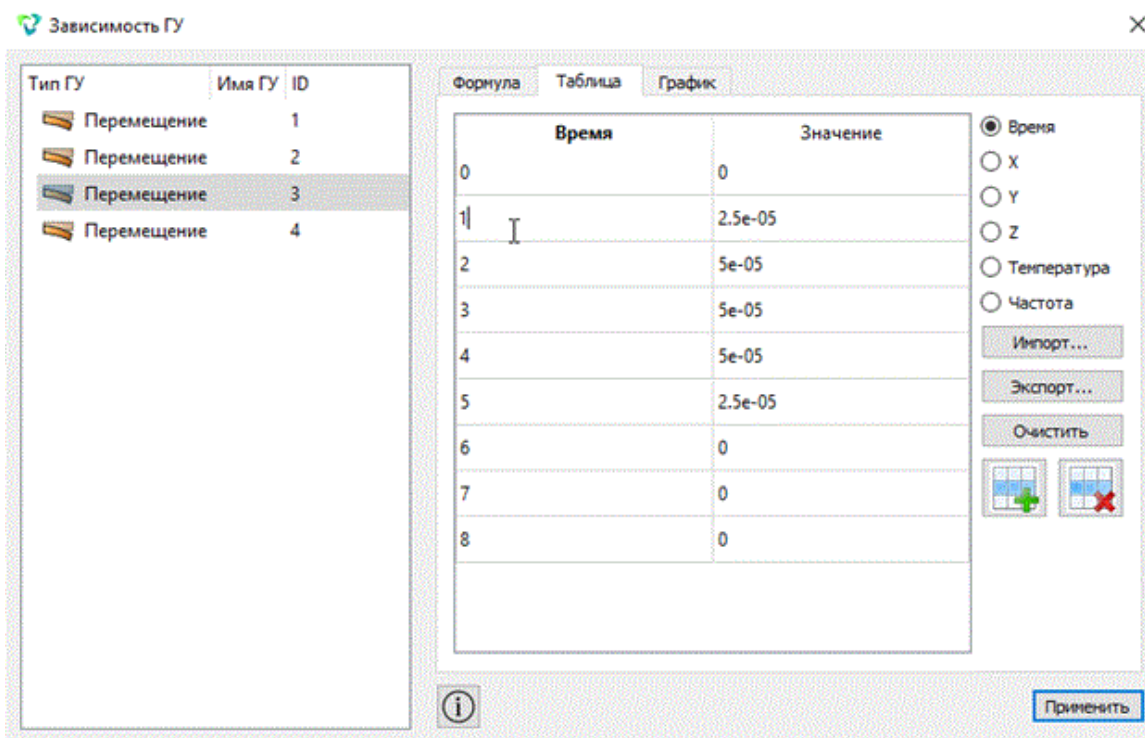 Зависимость ГУ
Тип ГУ Имя ГУ ID
Перемещение 1
Перемещение 2
Перемещение 3
Перемещение 4
Формула Таблица График
Время Значение
0 0
1 2.5e-05
2 5e-05
3 5e-05
4 5e-05
5 2.5e-05
6 0
7 0
8 0
Время
X
Y
Z
Температура
Частота
Импорт...
Экспорт...
Очистить
Применить